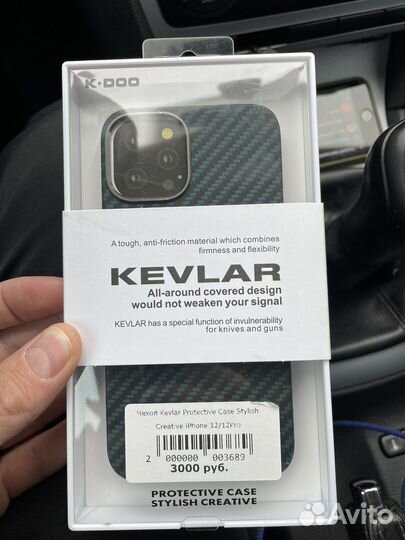 K·DOO
A tough, anti-friction material which combines
firmness and flexibility
KEVLAR
All-around covered design
would not weaken your signal
KEVLAR has a special function of invulnerability
for knives and guns
Чехол Kevlar Protective Case Stylish
Creative iPhone 12/12Pro
2 000000 003689
3000 руб.
PROTECTIVE CASE
STYLISH CREATIVE
Avito